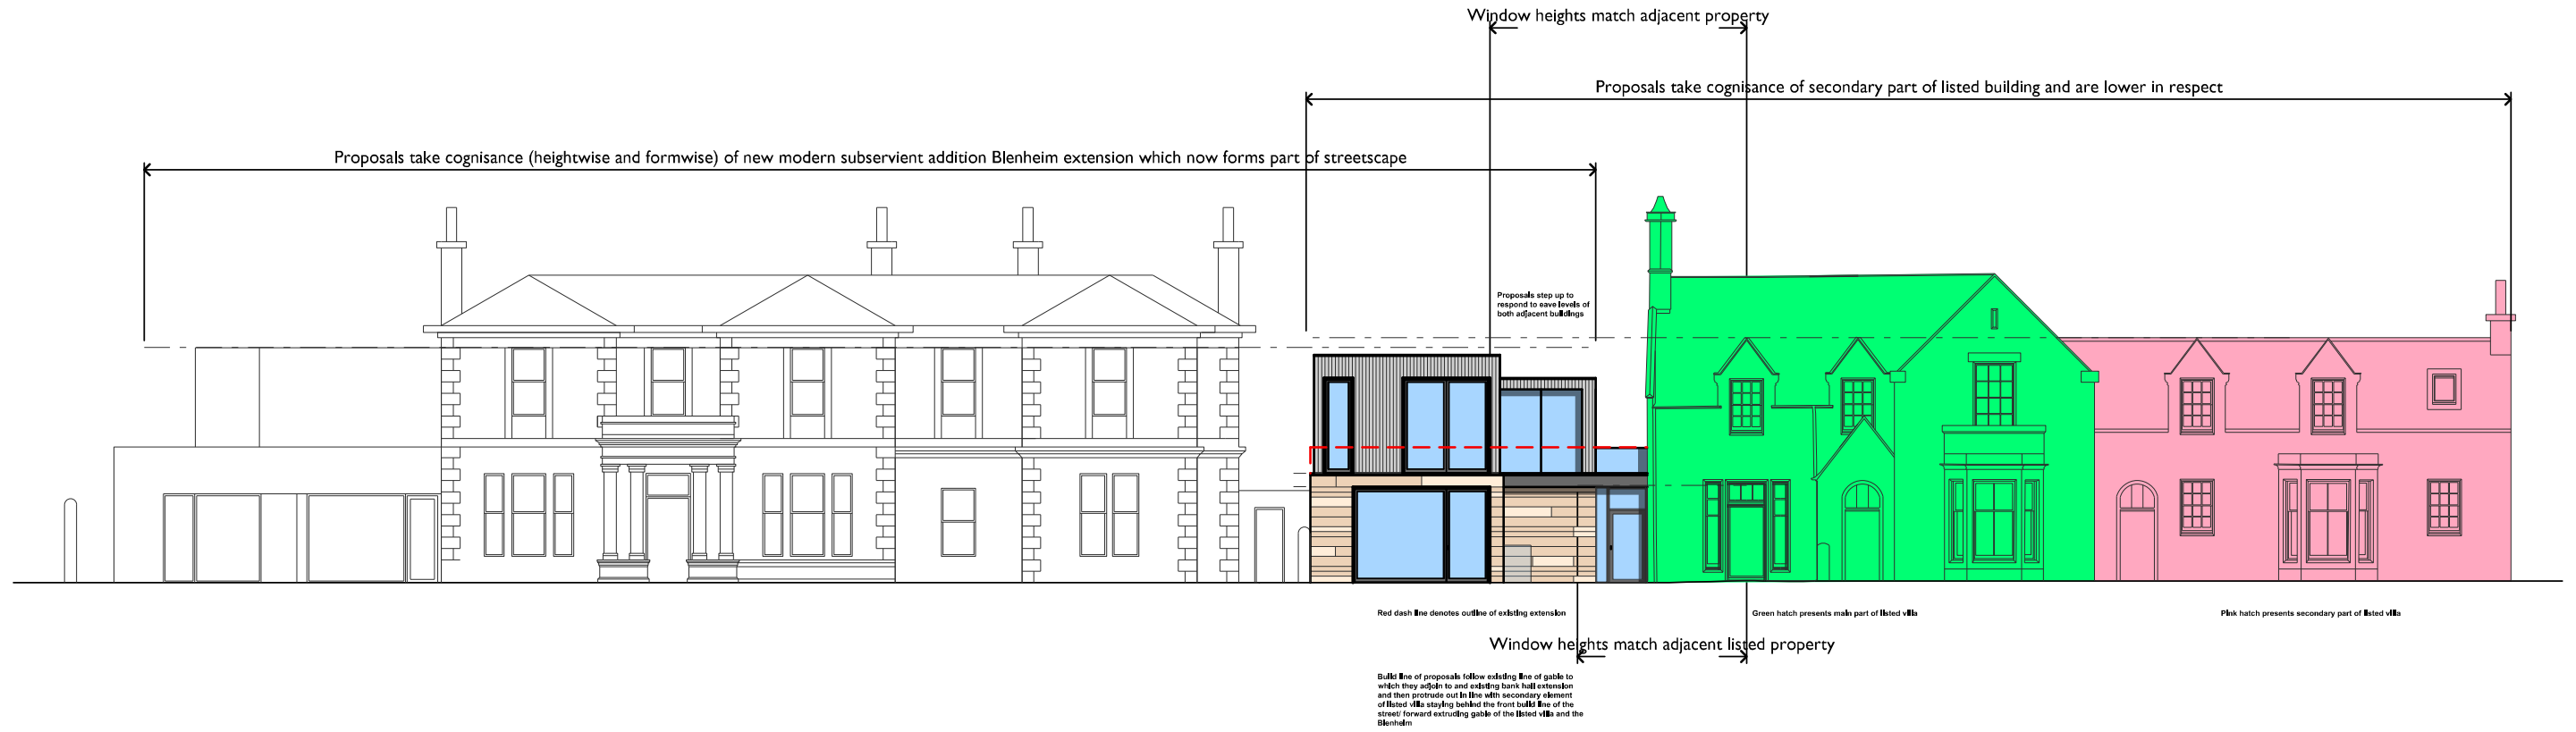 Window heights match adjacent property
Proposals take cognisance of secondary part of listed building and are lower in respect
Proposals take cognisance (heightwise and formwise) of new modern subservient addition Blenheim extension which now forms part of streetscape
Proposals step up to
respond to eave levels of
both adjacent buildings
Red dash line denotes outline of existing extension
Green hatch presents main part of listed villa
Pink hatch presents secondary part of listed villa
Window heights match adjacent listed property
Build line of proposals follow existing line of gable to
which they adjoin to and existing bank hall extension
and then protrude out in line with secondary element
of listed villa staying behind the front build line of the
street/ forward extruding gable of the listed villa and the
Blenheim